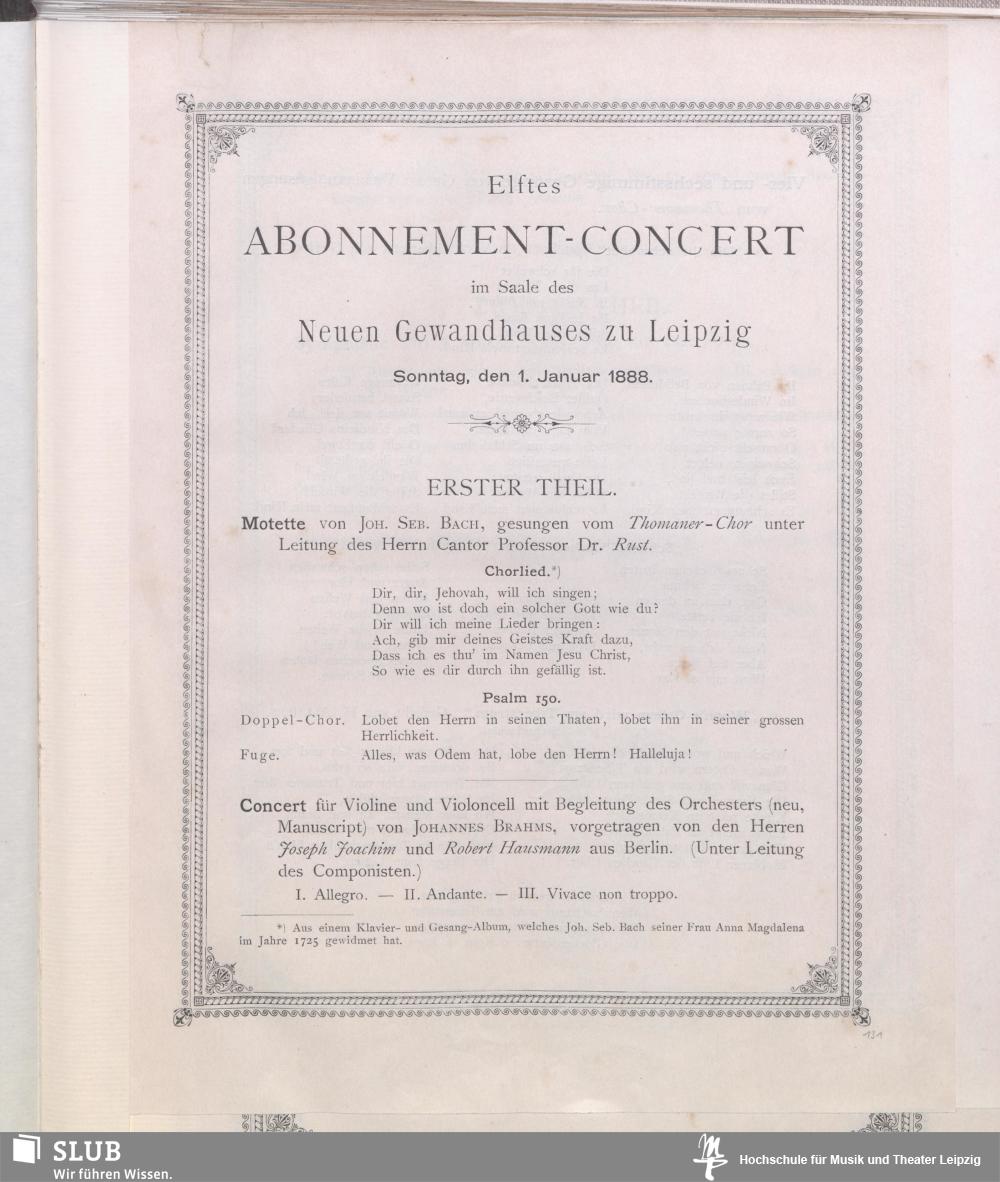 Elftes
ABONNEMENT-CONCERT
im Saale des
Neuen Gewandhauses zu Leipzig
Sonntag, den 1. Januar 1888.
ERSTER THEIL.
Motette von Joh. Seb. Bach, gesungen vom Thomaner-Chor unter
Leitung des Herrn Cantor Professor Dr. Rust.
Chorlied.*)
Dir, dir, Jehovah, will ich singen;
Denn wo ist doch ein solcher Gott wie du?
Dir will ich meine Lieder bringen:
Ach, gib mir deines Geistes Kraft dazu,
Dass ich es thu' im Namen Jesu Christ,
So wie es dir durch ihn gefällig ist.
Psalm 150.
Doppel-Chor. Lobet den Herrn in seinen Thaten, lobet ihn in seiner grossen
Herrlichkeit.
Fuge. Alles, was Odem hat, lobe den Herrn! Halleluja!
Concert für Violine und Violoncell mit Begleitung des Orchesters (neu,
Manuscript) von Johannes Brahms, vorgetragen von den Herren
Joseph Joachim und Robert Hausmann aus Berlin. (Unter Leitung
des Componisten.)
I. Allegro. — II. Andante. — III. Vivace non troppo.
*) Aus einem Klavier- und Gesang-Album, welches Joh. Seb. Bach seiner Frau Anna Magdalena
im Jahre 1725 gewidmet hat.
131
SLUB
Wir führen Wissen.
Hochschule für Musik und Theater Leipzig